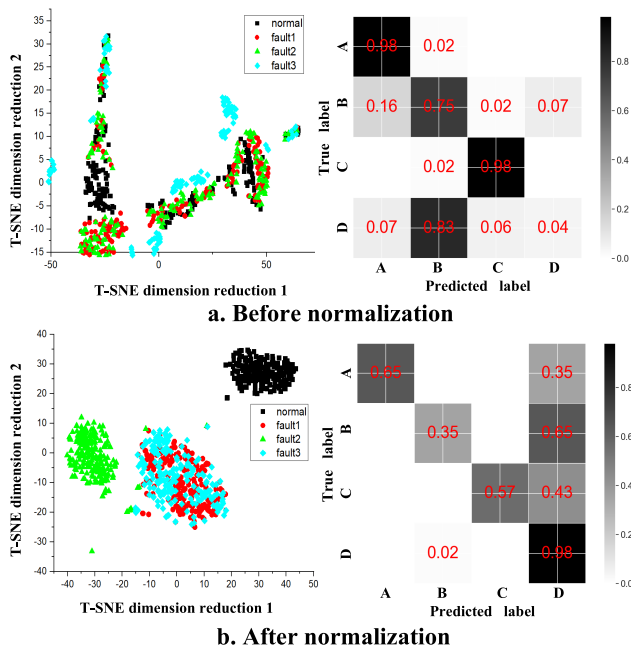 T-SNE dimension reduction 2
35
30
25
20
15
10
5
0
-5
-10
-15
-50
0
50
T-SNE dimension reduction 1
normal
fault1
fault2
fault3
True label
A
B
C
D
0.98
0.02
0.16
0.75
0.02
0.07
0.02
0.98
0.07
0.83
0.06
0.04
A
B
C
D
Predicted label
0.8
0.6
0.4
0.2
0.0
a. Before normalization
T-SNE dimension reduction 2
40
30
20
10
0
-10
-20
-30
-40
-40
-30
-20
-10
0
10
20
30
40
50
T-SNE dimension reduction 1
normal
fault1
fault2
fault3
True label
A
B
C
D
0.65
0.35
0.35
0.65
0.57
0.43
0.02
0.98
A
B
C
D
Predicted label
0.8
0.6
0.4
0.2
0.0
b. After normalization